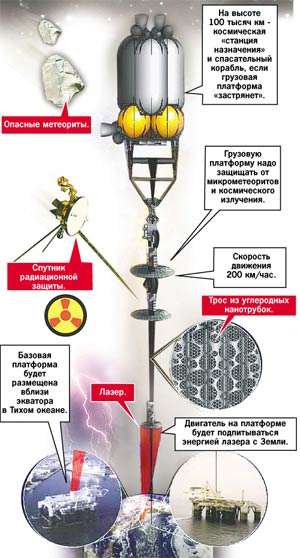 На высоте
100 тысяч км -
космическая
«станция
назначения»
и спасательный
корабль, если
грузовая
платформа
«застрянет».
Опасные метеориты.
Грузовую
платформу надо
защищать от
микрометеоритов
и космического
излучения.
Спутник
радиационной
защиты.
Скорость
движения
200 км/час.
Трос из углеродных
нанотрубок.
Базовая
платформа
будет
размещена
вблизи
экватора
в Тихом океане.
Лазер.
Двигатель на платформе
будет подпитываться
энергией лазера с Земли.